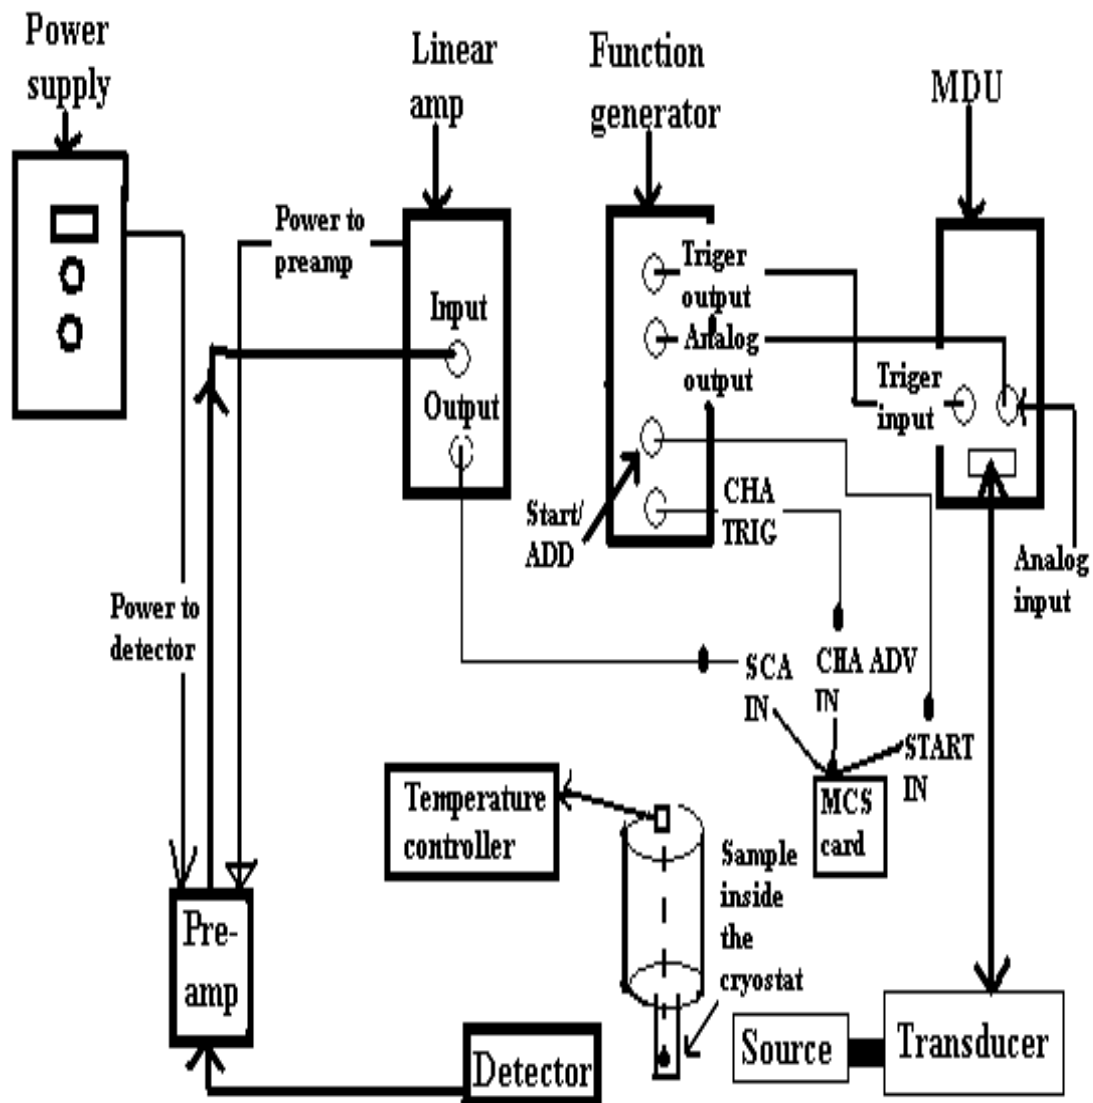 Power
supply
Linear
amp
Function
generator
MDU
Power to
preamp
Input
Output
Triger
output
Analog
output
Triger
input
Start/
ADD
CHA
TRIG
Analog
input
Power to
detector
SCA
IN
CHA ADV
IN
START
IN
MCS
card
Temperature
controller
Sample
inside
the
cryostat
Pre-
amp
Detector
Source
Transducer